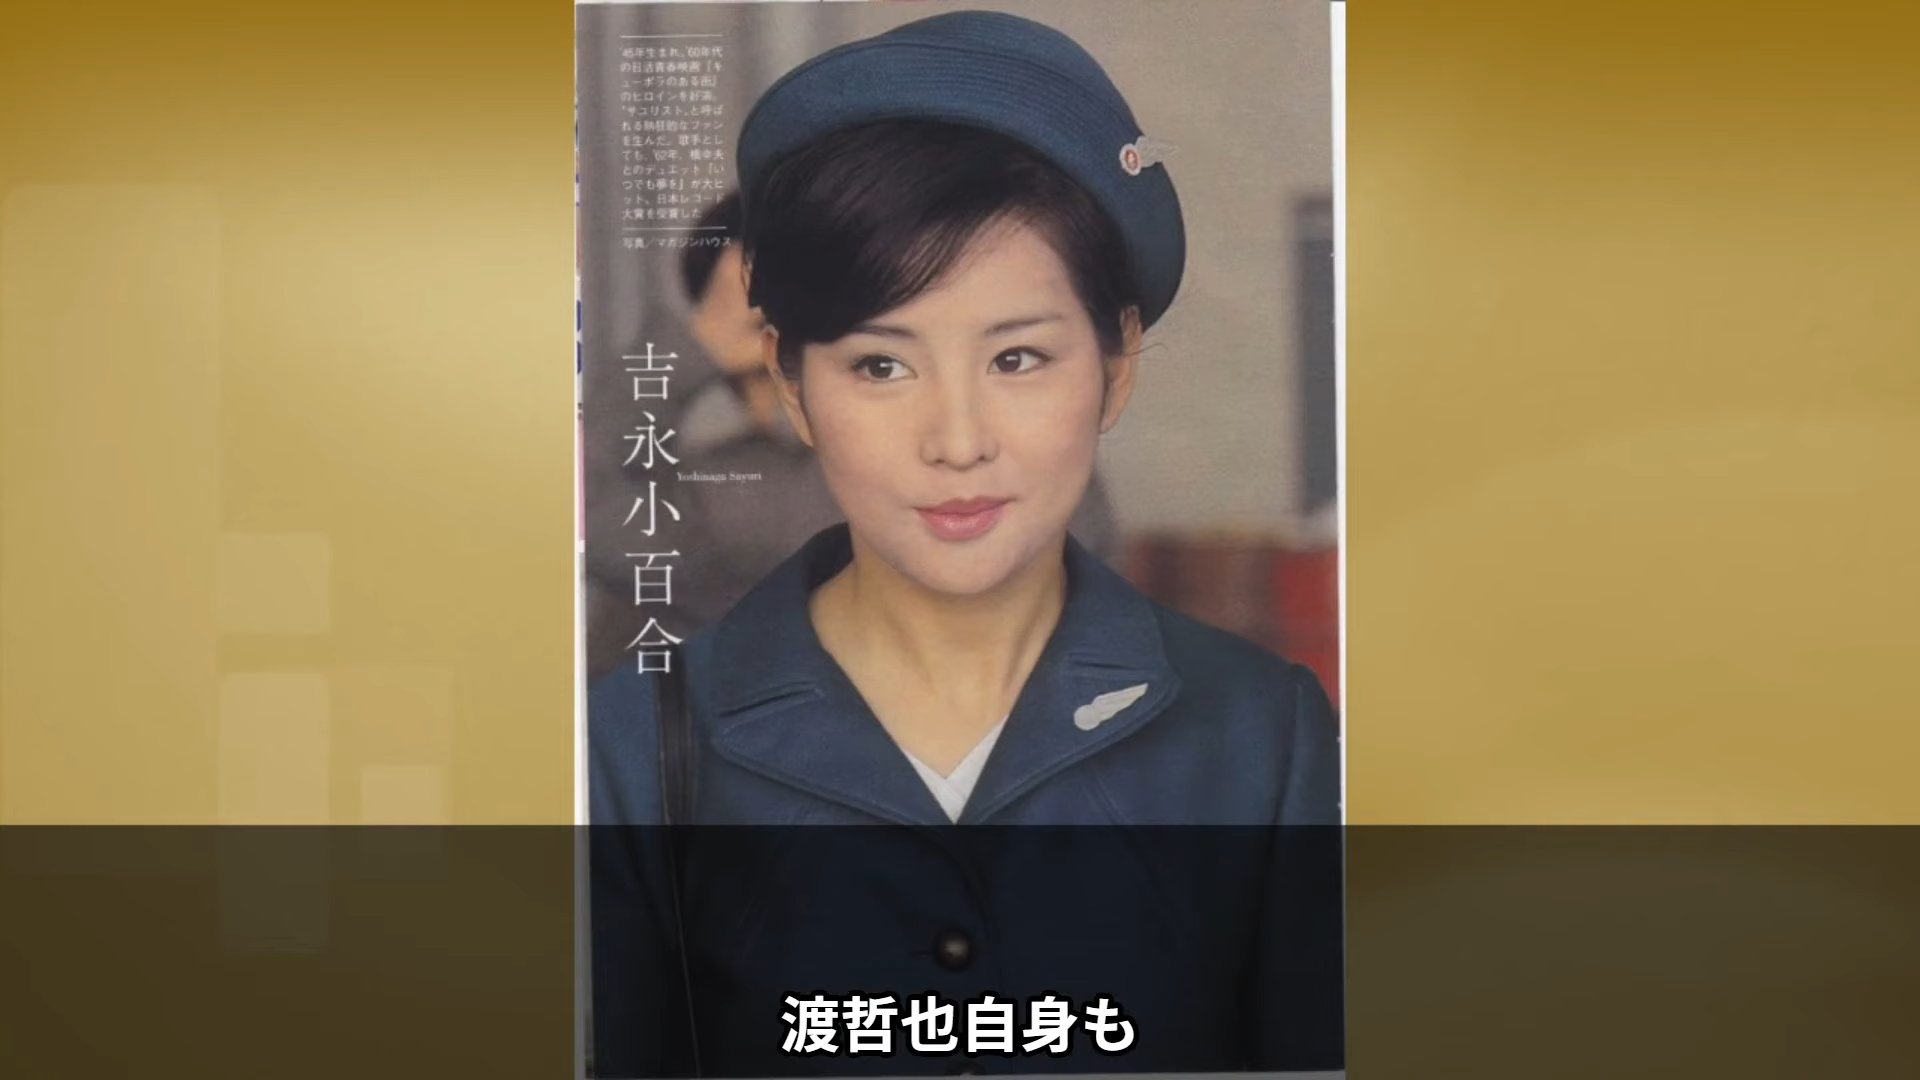 '45年生まれ。'60年代
の日活青春映画『キ
ューポラのある街』
のヒロインを好演。
"サユリスト"と呼ば
れる熱狂的なファン
を生んだ。歌手とし
ても、'62年、橋幸夫
とのデュエット『い
つでも夢を』が大ヒ
ット、日本レコード
大賞を受賞した
写真／マガジンハウス
吉永小百合
Yoshinaga Sayuri
渡哲也自身も